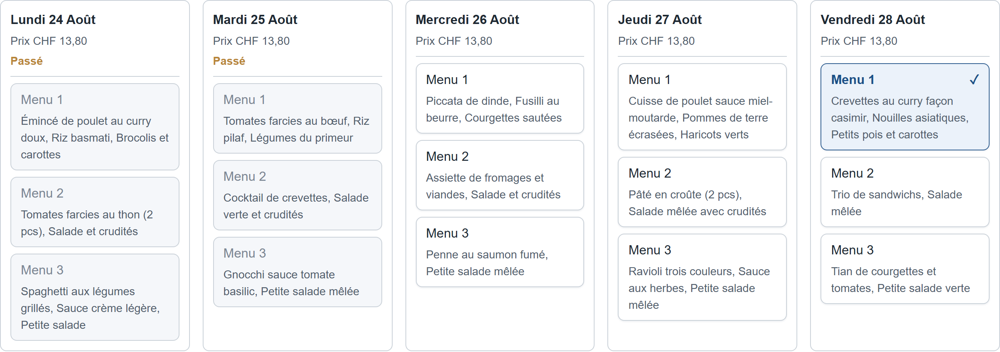 Lundi 24 Août
Prix CHF 13,80
Passé
Menu 1
Émincé de poulet au curry
doux, Riz basmati, Brocolis et
carottes
Menu 2
Tomates farcies au thon (2
pcs), Salade et crudités
Menu 3
Spaghetti aux légumes
grillés, Sauce crème légère,
Petite salade
Mardi 25 Août
Prix CHF 13,80
Passé
Menu 1
Tomates farcies au bœuf, Riz
pilaf, Légumes du primeur
Menu 2
Cocktail de crevettes, Salade
verte et crudités
Menu 3
Gnocchi sauce tomate
basilic, Petite salade mêlée
Mercredi 26 Août
Prix CHF 13,80
Menu 1
Piccata de dinde, Fusilli au
beurre, Courgettes sautées
Menu 2
Assiette de fromages et
viandes, Salade et crudités
Menu 3
Penne au saumon fumé,
Petite salade mêlée
Jeudi 27 Août
Prix CHF 13,80
Menu 1
Cuisse de poulet sauce miel-
moutarde, Pommes de terre
écrasées, Haricots verts
Menu 2
Pâté en croûte (2 pcs),
Salade mêlée avec crudités
Menu 3
Ravioli trois couleurs, Sauce
aux herbes, Petite salade
mêlée
Vendredi 28 Août
Prix CHF 13,80
Menu 1 ✓
Crevettes au curry façon
casimir, Nouilles asiatiques,
Petits pois et carottes
Menu 2
Trio de sandwichs, Salade
mêlée
Menu 3
Tian de courgettes et
tomates, Petite salade verte